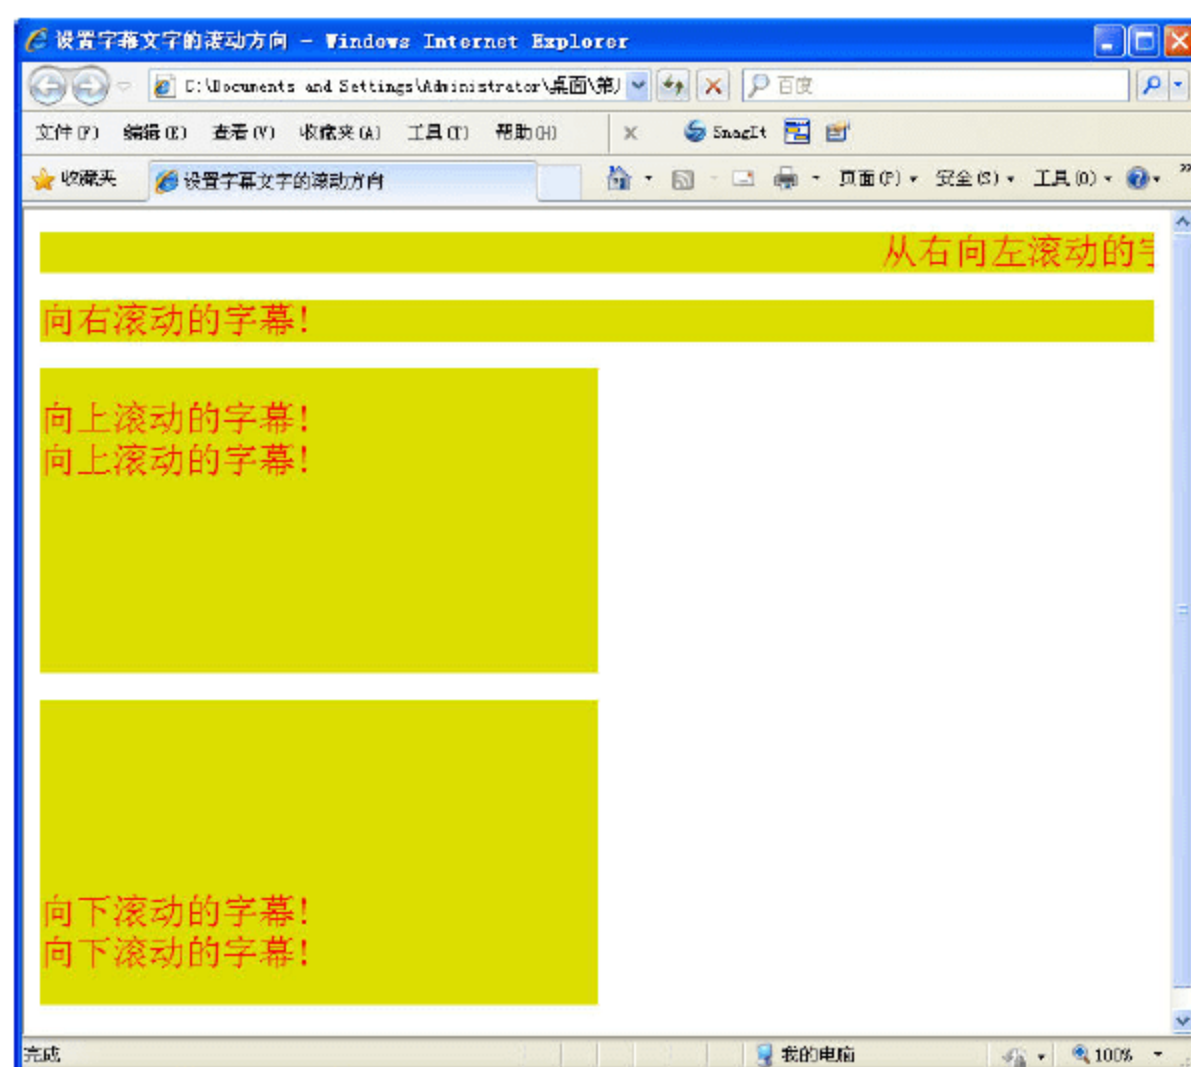 设置字幕文字的滚动方向 - Windows Internet Explorer
C:\Documents and Settings\Administrator\桌面\第 百度
文件(F) 编辑(E) 查看(V) 收藏夹(A) 工具(T) 帮助(H) SnagIt
收藏夹 设置字幕文字的滚动方向 页面(P) 安全(S) 工具(O)
从右向左滚动的字
向右滚动的字幕!
向上滚动的字幕!
向上滚动的字幕!
向下滚动的字幕!
向下滚动的字幕!
完成 我的电脑 100%